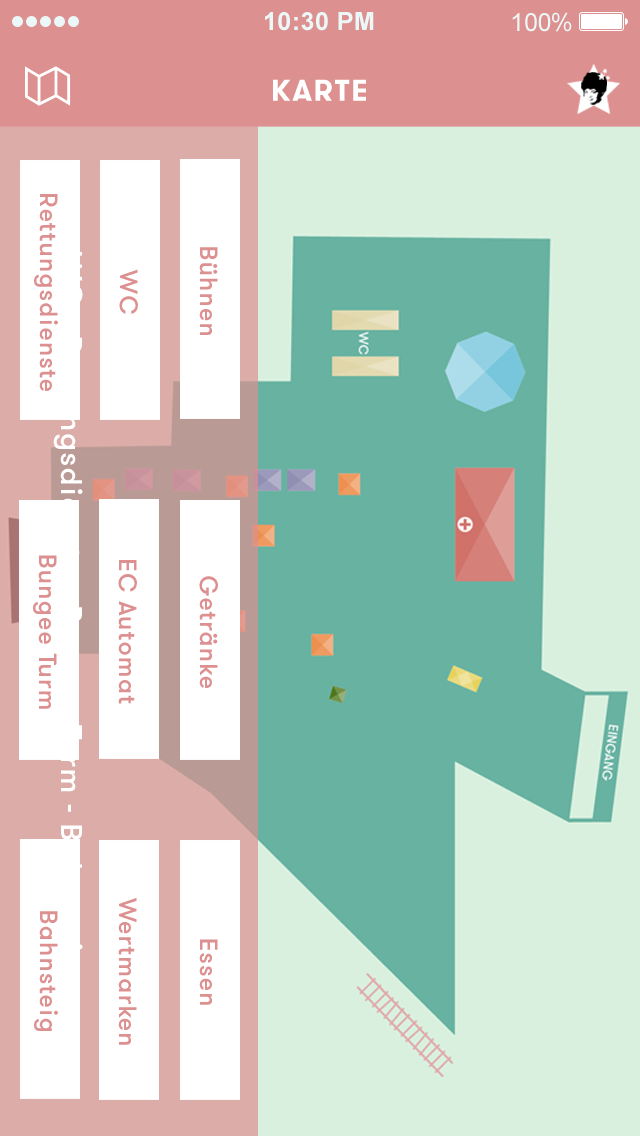 10:30 PM
100%
KARTE
Bühnen
Getränke
Essen
WC
EC Automat
Wertmarken
Rettungsdienste
Bungee Turm
Bahnsteig
WC
EINGANG